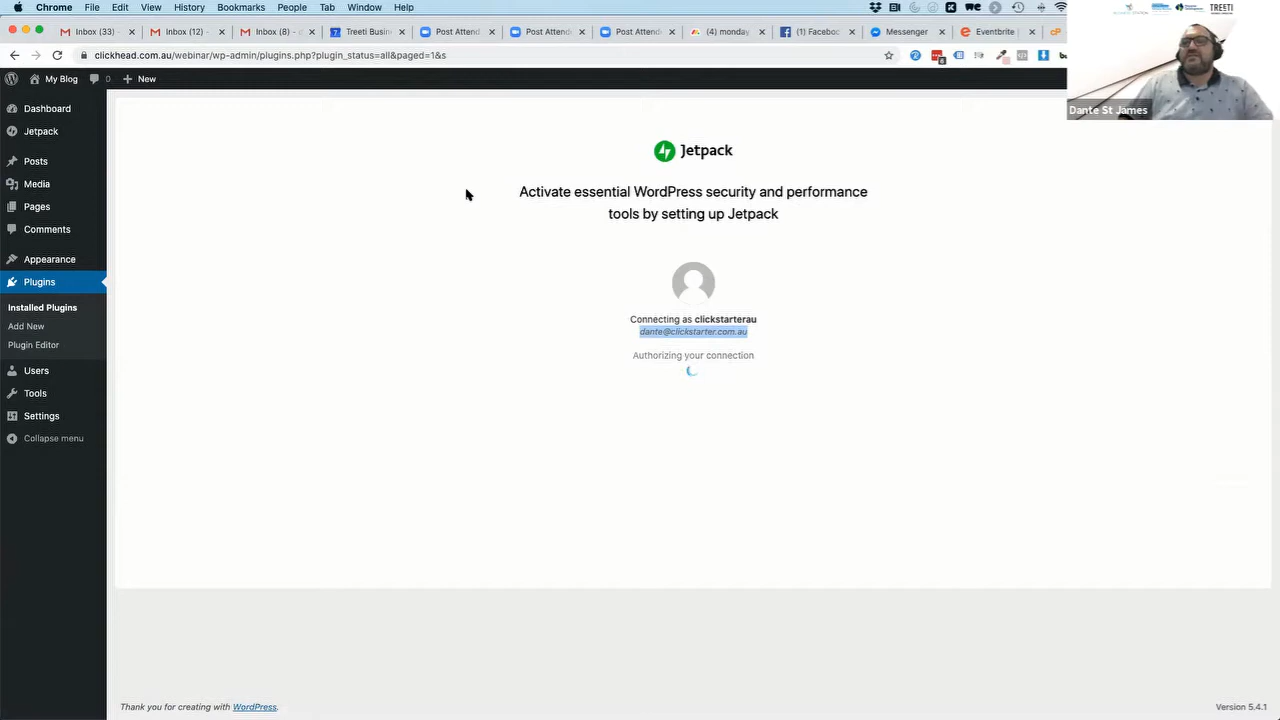 Chrome File Edit View History Bookmarks People Tab Window Help
Inbox (33)
Inbox (12)
Inbox (8)
Treeti Busin
Post Attend
Post Attend
Post Attend
(4) monday
(1) Faceboo
Messenger
Eventbrite
clickhead.com.au/webinar/wp-admin/plugins.php?plugin_status=all&paged=1&s
TREETI
Dante St James
My Blog 0 + New
Dashboard
Jetpack
Posts
Media
Pages
Comments
Appearance
Plugins
Installed Plugins
Add New
Plugin Editor
Users
Tools
Settings
Collapse menu
Jetpack
Activate essential WordPress security and performance
tools by setting up Jetpack
Connecting as clickstarterau
dante@clickstarter.com.au
Authorizing your connection
Thank you for creating with WordPress.
Version 5.4.1